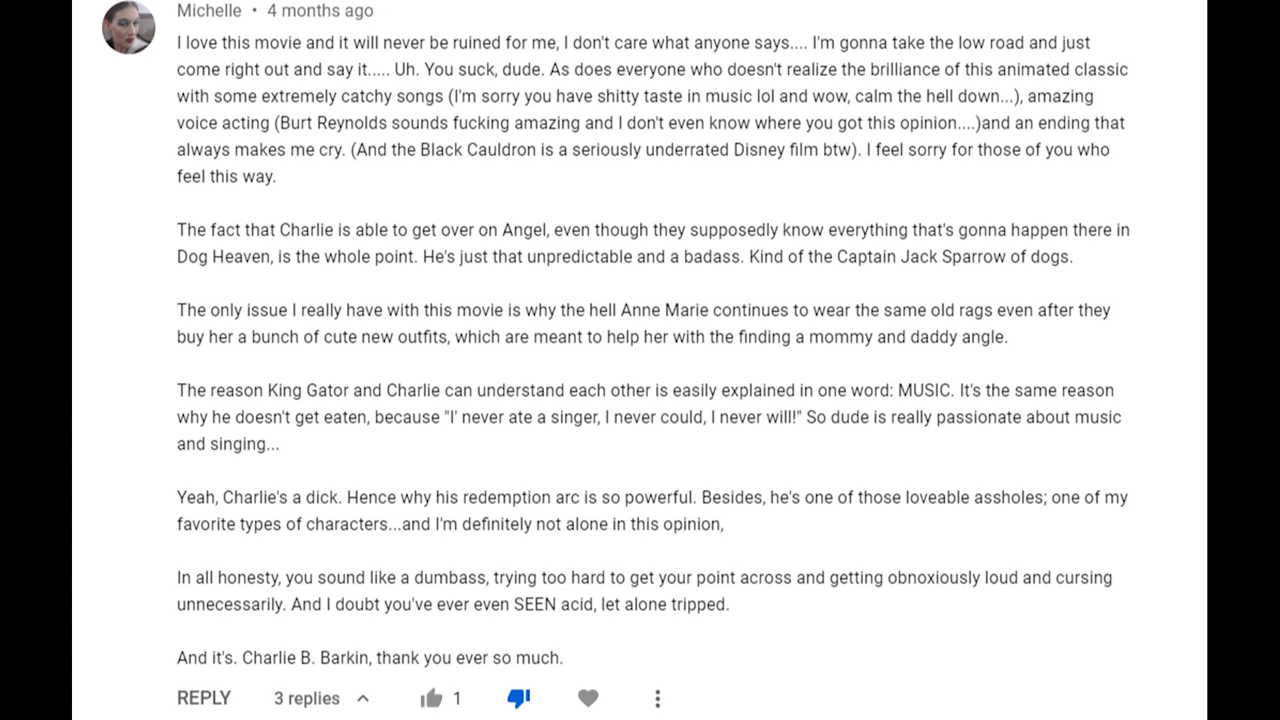 Michelle • 4 months ago
I love this movie and it will never be ruined for me, I don't care what anyone says.... I'm gonna take the low road and just
come right out and say it..... Uh. You suck, dude. As does everyone who doesn't realize the brilliance of this animated classic
with some extremely catchy songs (I'm sorry you have shitty taste in music lol and wow, calm the hell down...), amazing
voice acting (Burt Reynolds sounds fucking amazing and I don't even know where you got this opinion....)and an ending that
always makes me cry. (And the Black Cauldron is a seriously underrated Disney film btw). I feel sorry for those of you who
feel this way.
The fact that Charlie is able to get over on Angel, even though they supposedly know everything that's gonna happen there in
Dog Heaven, is the whole point. He's just that unpredictable and a badass. Kind of the Captain Jack Sparrow of dogs.
The only issue I really have with this movie is why the hell Anne Marie continues to wear the same old rags even after they
buy her a bunch of cute new outfits, which are meant to help her with the finding a mommy and daddy angle.
The reason King Gator and Charlie can understand each other is easily explained in one word: MUSIC. It's the same reason
why he doesn't get eaten, because "I' never ate a singer, I never could, I never will!" So dude is really passionate about music
and singing...
Yeah, Charlie's a dick. Hence why his redemption arc is so powerful. Besides, he's one of those loveable assholes; one of my
favorite types of characters...and I'm definitely not alone in this opinion,
In all honesty, you sound like a dumbass, trying too hard to get your point across and getting obnoxiously loud and cursing
unnecessarily. And I doubt you've ever even SEEN acid, let alone tripped.
And it's. Charlie B. Barkin, thank you ever so much.
REPLY 3 replies 1